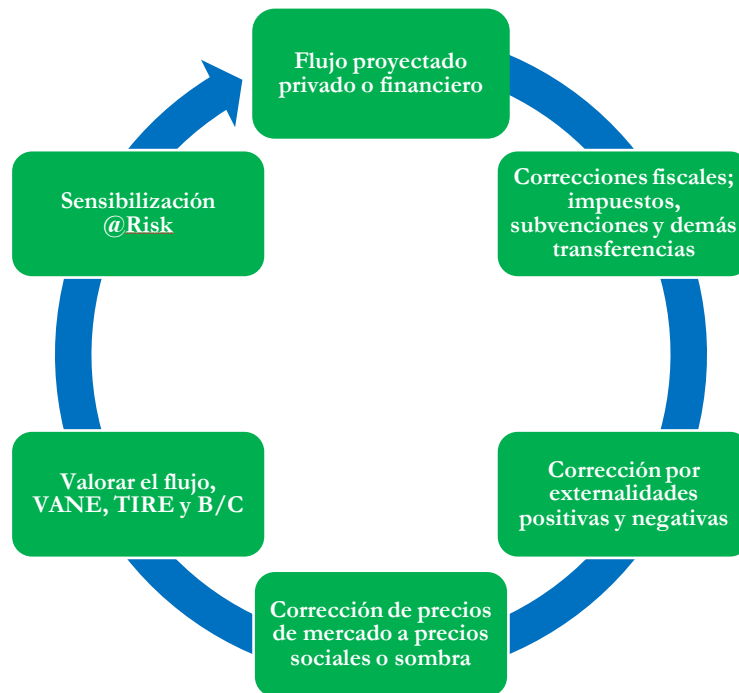 Flujo proyectado
privado o financiero
Correcciones fiscales;
impuestos,
subvenciones y demás
transferencias
Corrección por
externalidades
positivas y negativas
Corrección de precios
de mercado a precios
sociales o sombra
Valorar el flujo,
VANE, TIRE y B/C
Sensibilización
@Risk